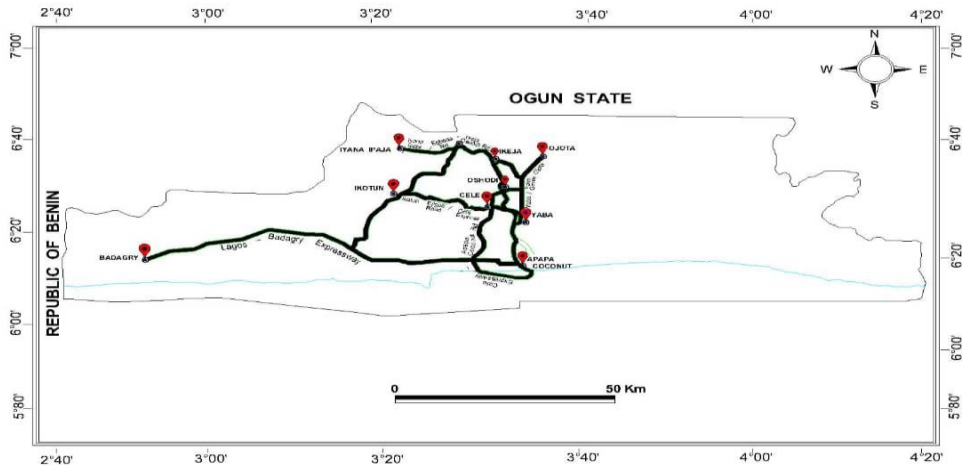 2°40' 3°00' 3°20' 3°40' 4°00' 4°20'
7°00' 7°00'
N
W E
S
OGUN STATE
6°40' 6°40'
IYANA IPAJA
IKEJA
OJOTA
OSHODI
IKOTUN
CELE
YABA
6°20' 6°20'
BADAGRY
Lagos - Badagry Expressway
APAPA
COCONUT
REPUBLIC OF BENIN
6°00' 6°00'
0 50 Km
5°80' 5°80'
2°40' 3°00' 3°20' 3°40' 4°00' 4°20'